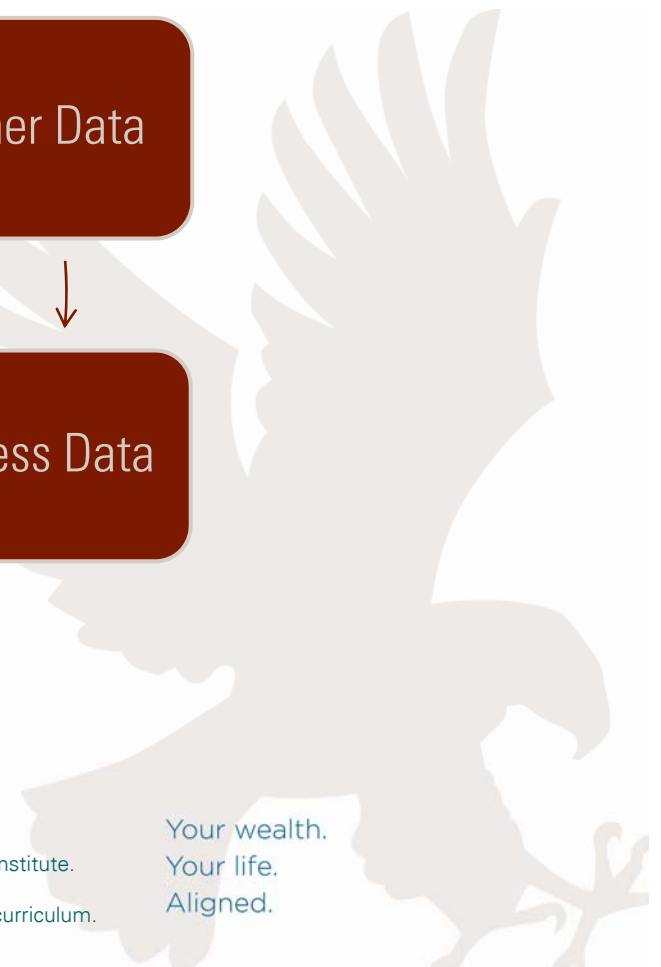 ner Data
ess Data
nstitute.
curriculum.
Your wealth.
Your life.
Aligned.